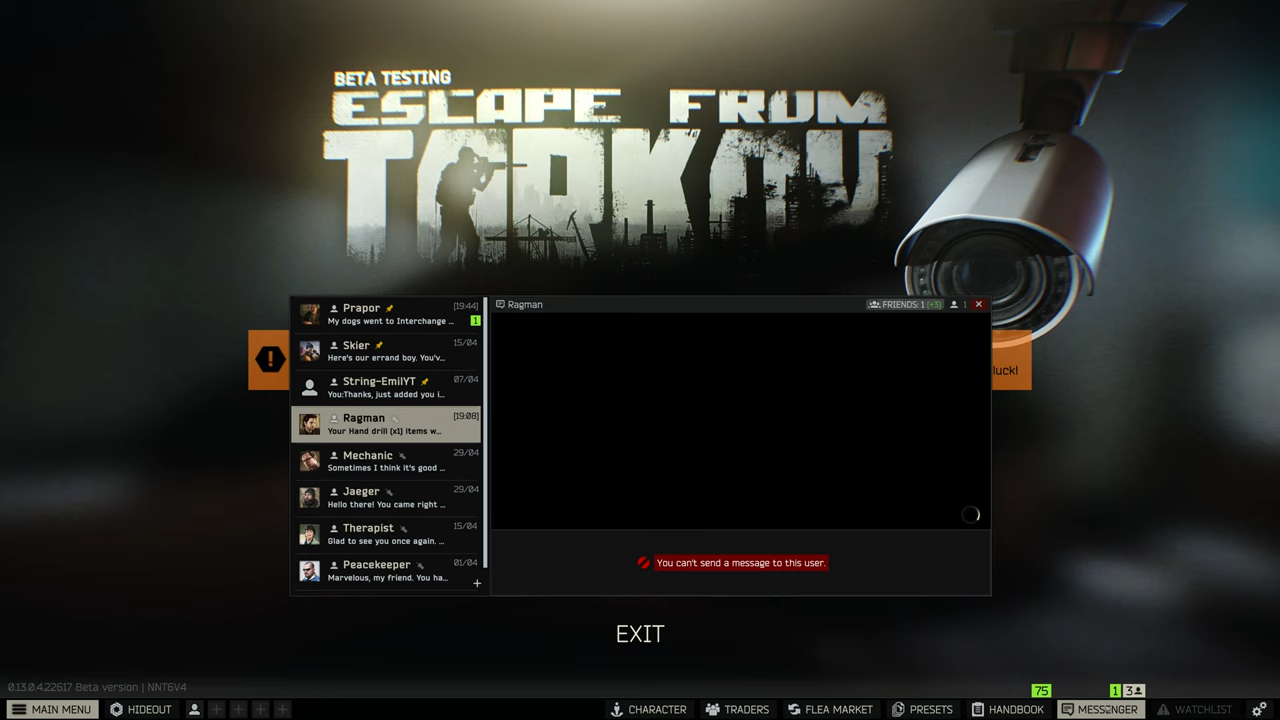 BETA TESTING
ESCAPE FROM
TARKOV
Prapor [19:44]
My dogs went to Interchange ... 1
Skier 15/04
Here's our errand boy. You'v...
String-EmilYT 07/04
You:Thanks, just added you i...
Ragman [19:08]
Your Hand drill (x1) items w...
Mechanic 29/04
Sometimes I think it's good ...
Jaeger 29/04
Hello there! You came right ...
Therapist 15/04
Glad to see you once again. ...
Peacekeeper 01/04
Marvelous, my friend. You ha...
+
Ragman FRIENDS: 1 (+3) 1
You can't send a message to this user.
luck!
EXIT
0.13.0.4.22617 Beta version | NNT6V4
75 1 3
MAIN MENU HIDEOUT CHARACTER TRADERS FLEA MARKET PRESETS HANDBOOK MESSENGER WATCHLIST